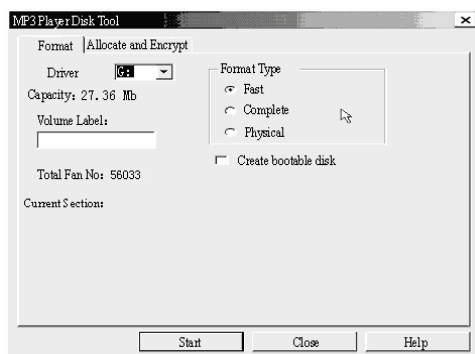 MP3 Player Disk Tool
Format
Allocate and Encrypt
Driver
G:
Format Type
Fast
Complete
Physical
Capacity: 27.36 Mb
Volume Label:
Create bootable disk
Total Fan No: 56033
Current Section:
Start
Close
Help